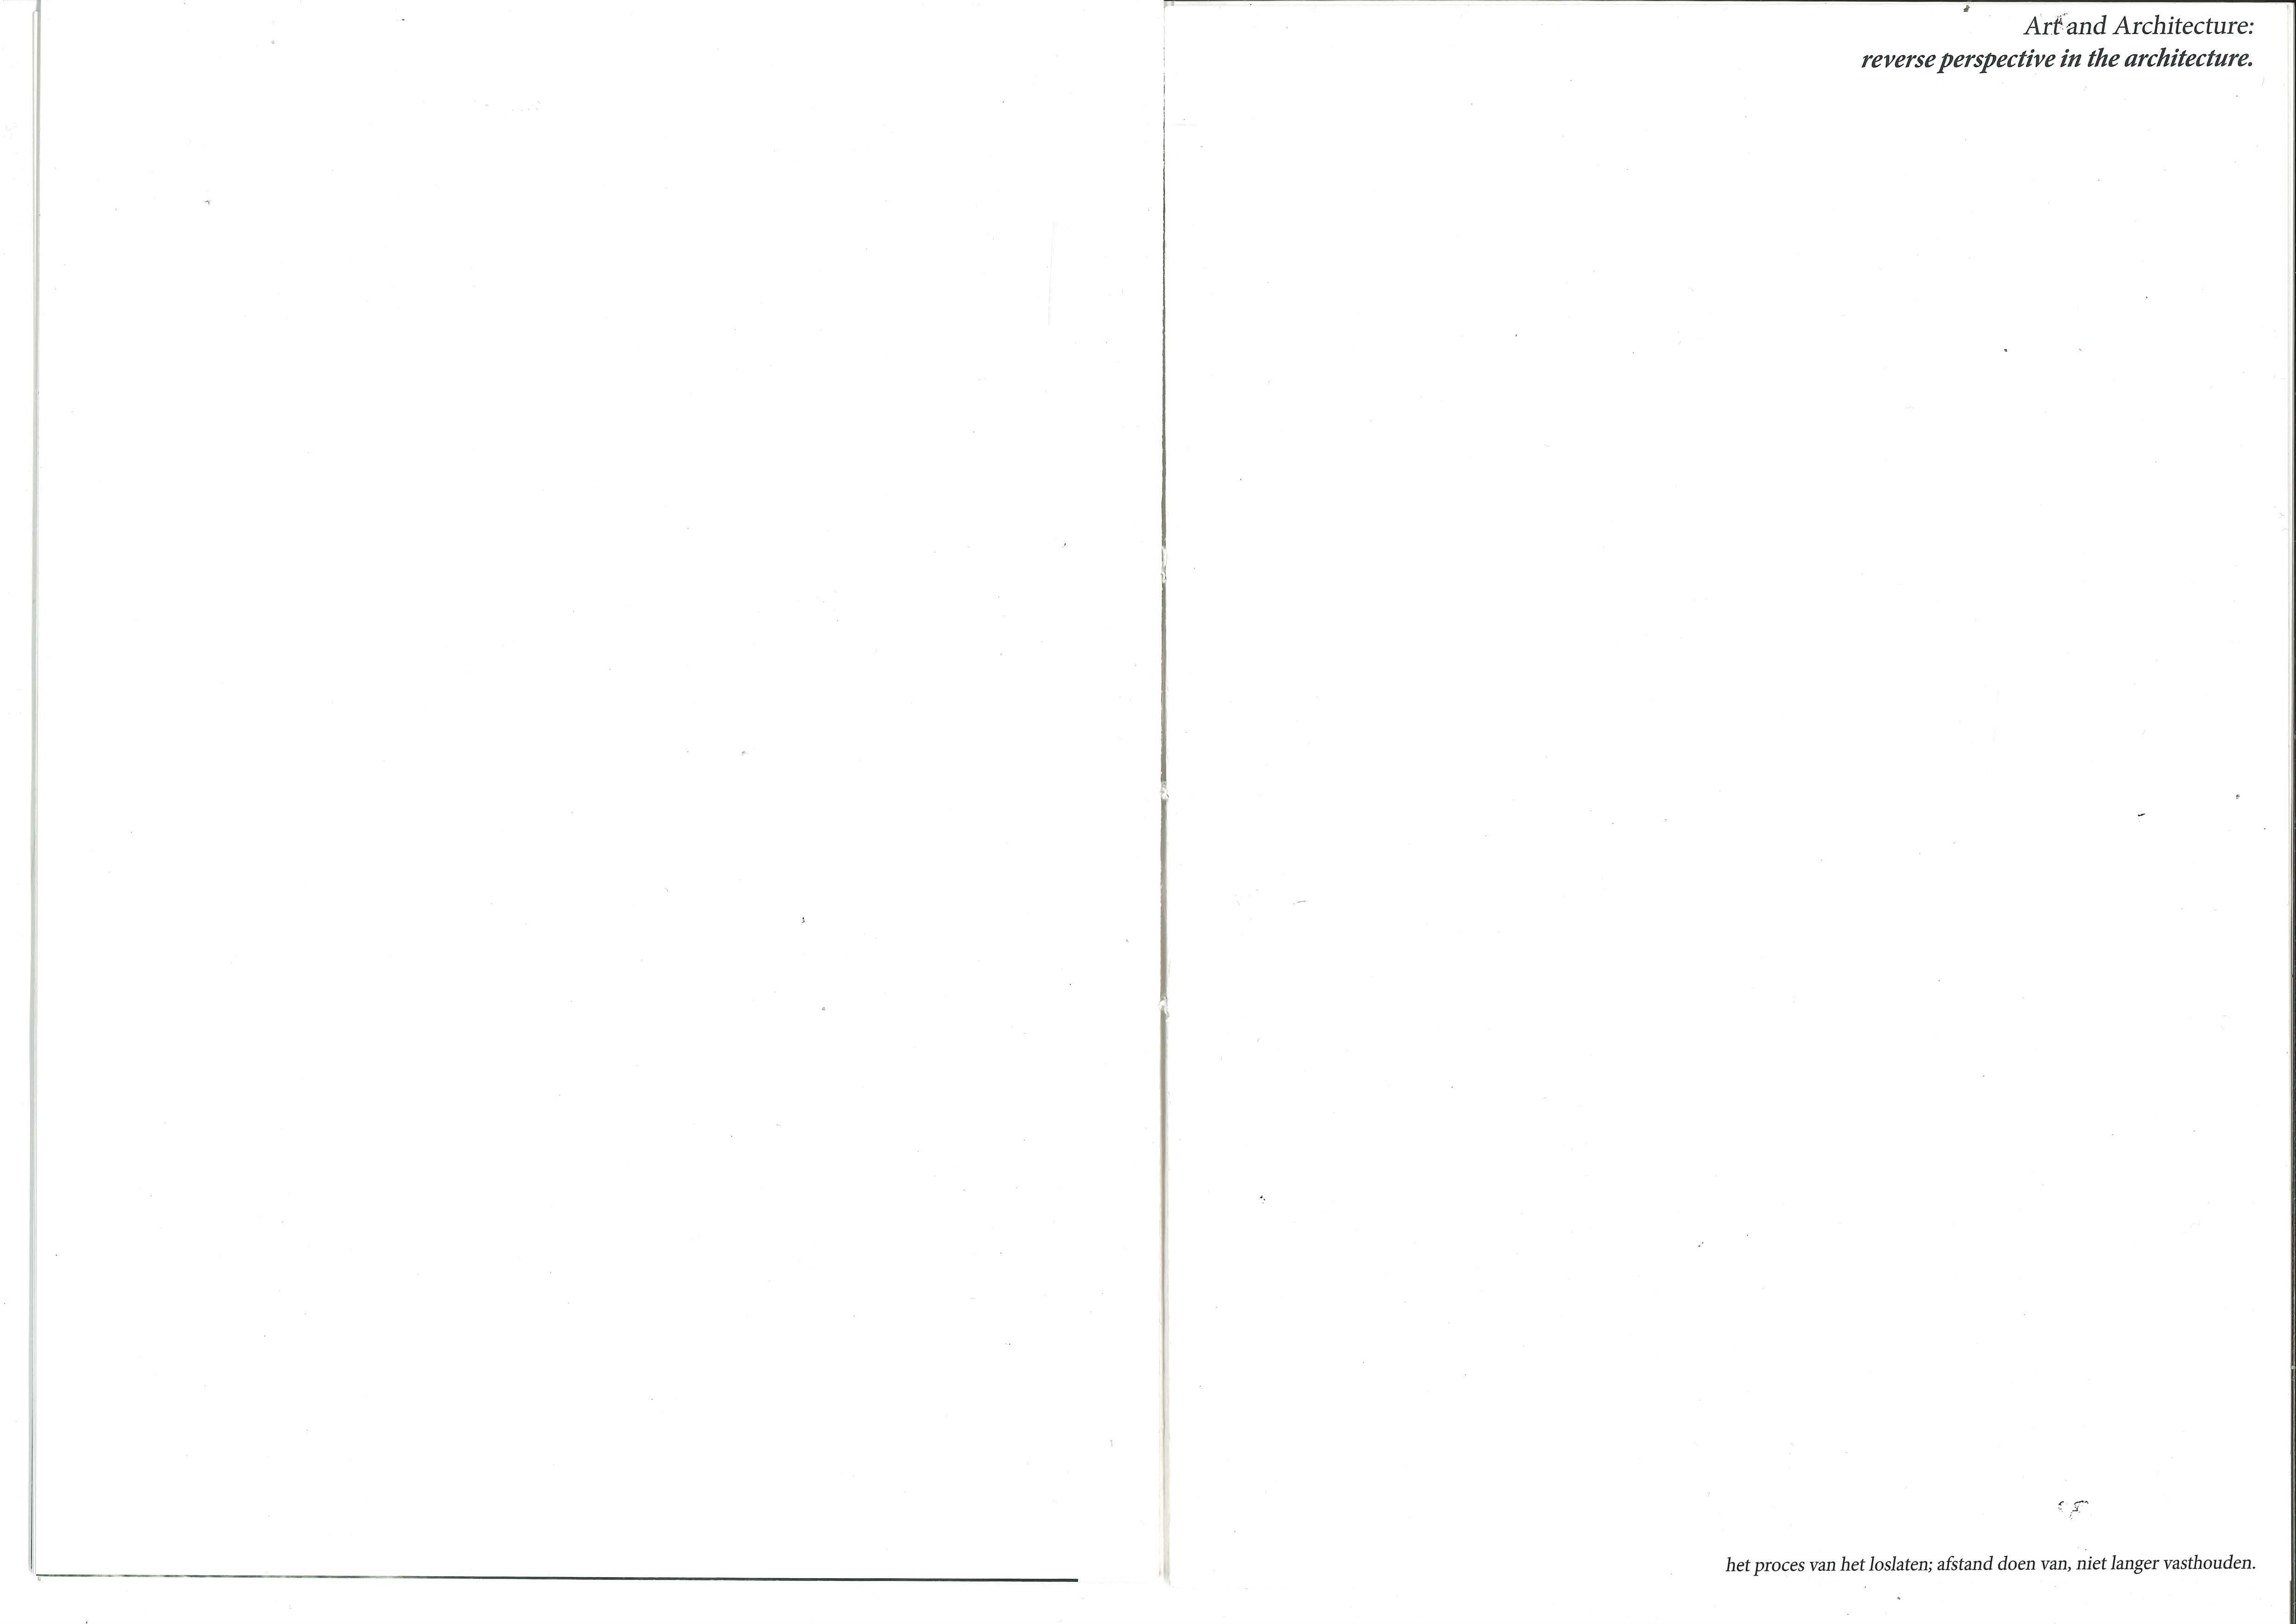 Art and Architecture:
reverse perspective in the architecture.
het proces van het loslaten; afstand doen van, niet langer vasthouden.